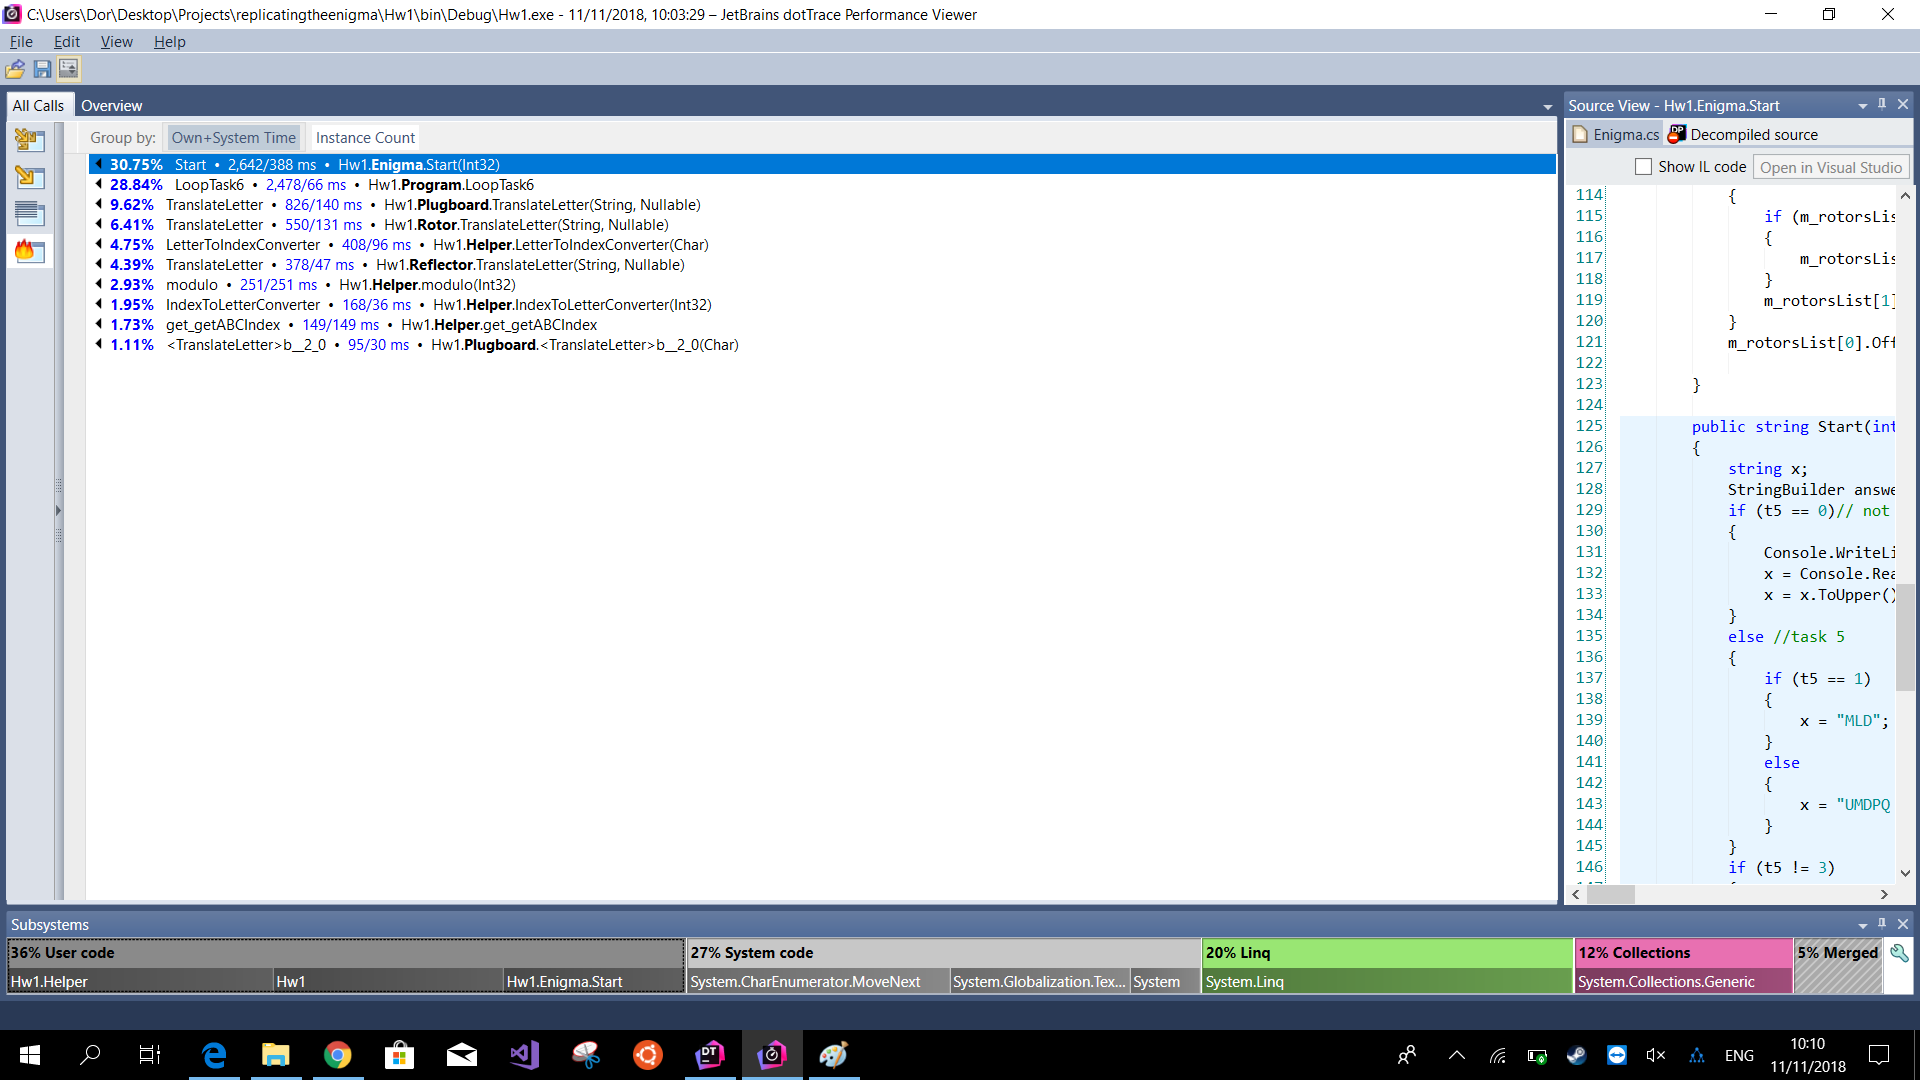 C:\Users\Dor\Desktop\Projects\replicatingtheenigma\Hw1\bin\Debug\Hw1.exe - 11/11/2018, 10:03:29 – JetBrains dotTrace Performance Viewer
File Edit View Help
All Calls Overview
Group by: Own+System Time Instance Count
30.75% Start • 2,642/388 ms • Hw1.Enigma.Start(Int32)
28.84% LoopTask6 • 2,478/66 ms • Hw1.Program.LoopTask6
9.62% TranslateLetter • 826/140 ms • Hw1.Plugboard.TranslateLetter(String, Nullable)
6.41% TranslateLetter • 550/131 ms • Hw1.Rotor.TranslateLetter(String, Nullable)
4.75% LetterToIndexConverter • 408/96 ms • Hw1.Helper.LetterToIndexConverter(Char)
4.39% TranslateLetter • 378/47 ms • Hw1.Reflector.TranslateLetter(String, Nullable)
2.93% modulo • 251/251 ms • Hw1.Helper.modulo(Int32)
1.95% IndexToLetterConverter • 168/36 ms • Hw1.Helper.IndexToLetterConverter(Int32)
1.73% get_getABCIndex • 149/149 ms • Hw1.Helper.get_getABCIndex
1.11% <TranslateLetter>b__2_0 • 95/30 ms • Hw1.Plugboard.<TranslateLetter>b__2_0(Char)
Source View - Hw1.Enigma.Start
Enigma.cs DP Decompiled source
Show IL code Open in Visual Studio
114 {
115 if (m_rotorsLis
116 {
117 m_rotorsLis
118 }
119 m_rotorsList[1]
120 }
121 m_rotorsList[0].Off
122
123 }
124
125 public string Start(int
126 {
127 string x;
128 StringBuilder answe
129 if (t5 == 0)// not
130 {
131 Console.WriteLi
132 x = Console.Rea
133 x = x.ToUpper()
134 }
135 else //task 5
136 {
137 if (t5 == 1)
138 {
139 x = "MLD";
140 }
141 else
142 {
143 x = "UMDPQ
144 }
145 }
146 if (t5 != 3)
Subsystems
36% User code 27% System code 20% Linq 12% Collections 5% Merged
Hw1.Helper Hw1 Hw1.Enigma.Start System.CharEnumerator.MoveNext System.Globalization.Tex... System System.Linq System.Collections.Generic
DT
ENG
10:10
11/11/2018